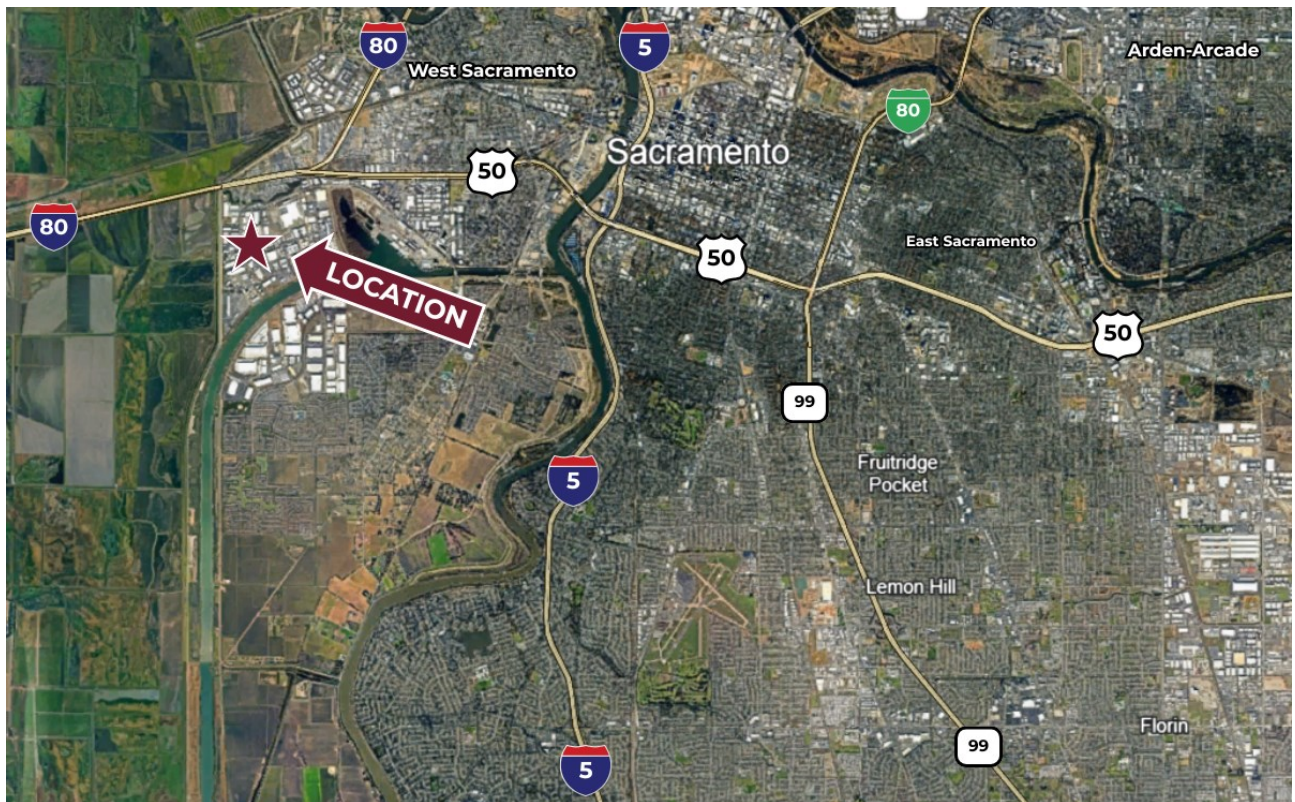 80
5
Arden-Arcade
West Sacramento
80
Sacramento
50
80
East Sacramento
50
LOCATION
50
99
Fruitridge
Pocket
5
Lemon Hill
Florin
99
5